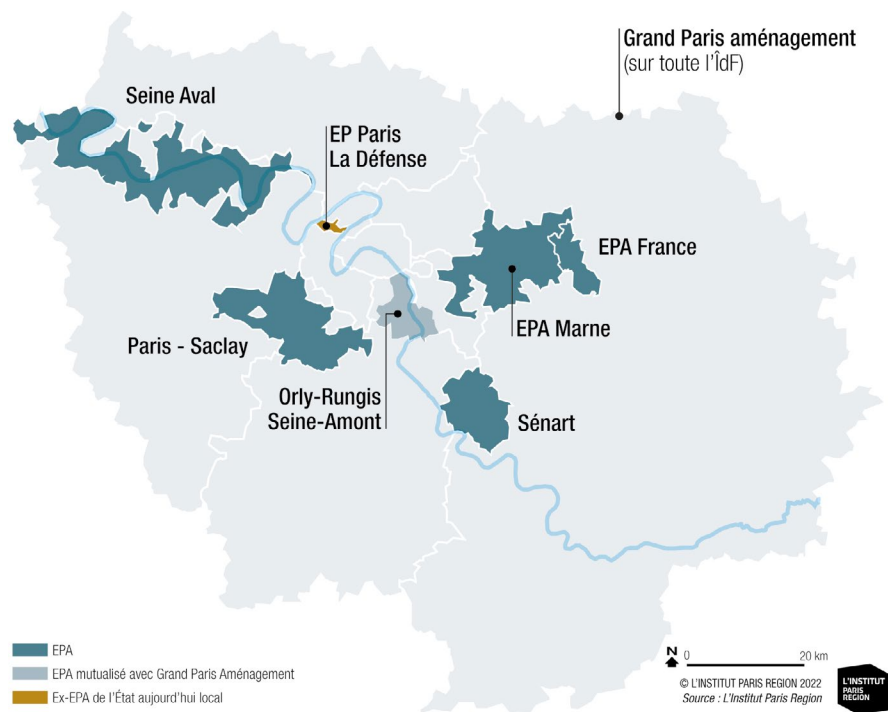 Grand Paris aménagement
(sur toute l'ÎdF)
Seine Aval
EP Paris
La Défense
EPA France
EPA Marne
Paris - Saclay
Orly-Rungis
Seine-Amont
Sénart
EPA
EPA mutualisé avec Grand Paris Aménagement
Ex-EPA de l'État aujourd'hui local
N
0 20 km
© L'INSTITUT PARIS REGION 2022
Source : L'Institut Paris Region
L'INSTITUT
PARIS
REGION